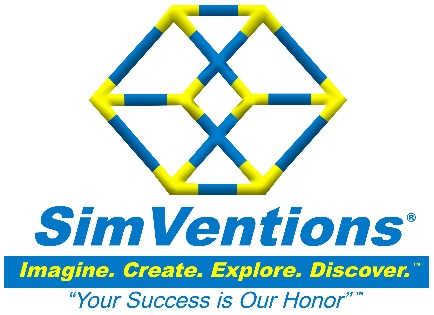 SimVentions®
Imagine. Create. Explore. Discover.™
“Your Success is Our Honor”™